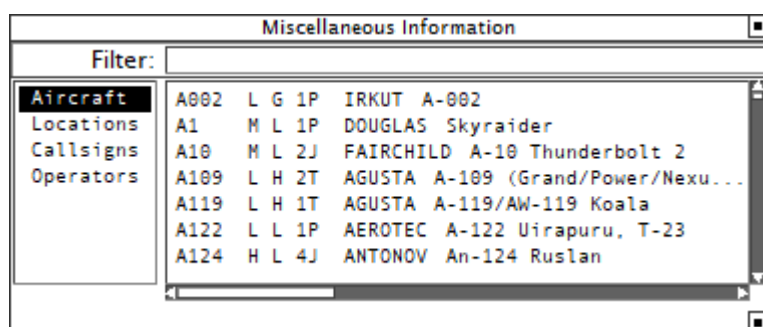 Miscellaneous Information
Filter:
Aircraft
Locations
Callsigns
Operators
A002 L G 1P IRKUT A-002
A1 M L 1P DOUGLAS Skyraider
A10 M L 2J FAIRCHILD A-10 Thunderbolt 2
A109 L H 2T AGUSTA A-109 (Grand/Power/Nexu...
A119 L H 1T AGUSTA A-119/AW-119 Koala
A122 L L 1P AEROTEC A-122 Uirapuru, T-23
A124 H L 4J ANTONOV An-124 Ruslan